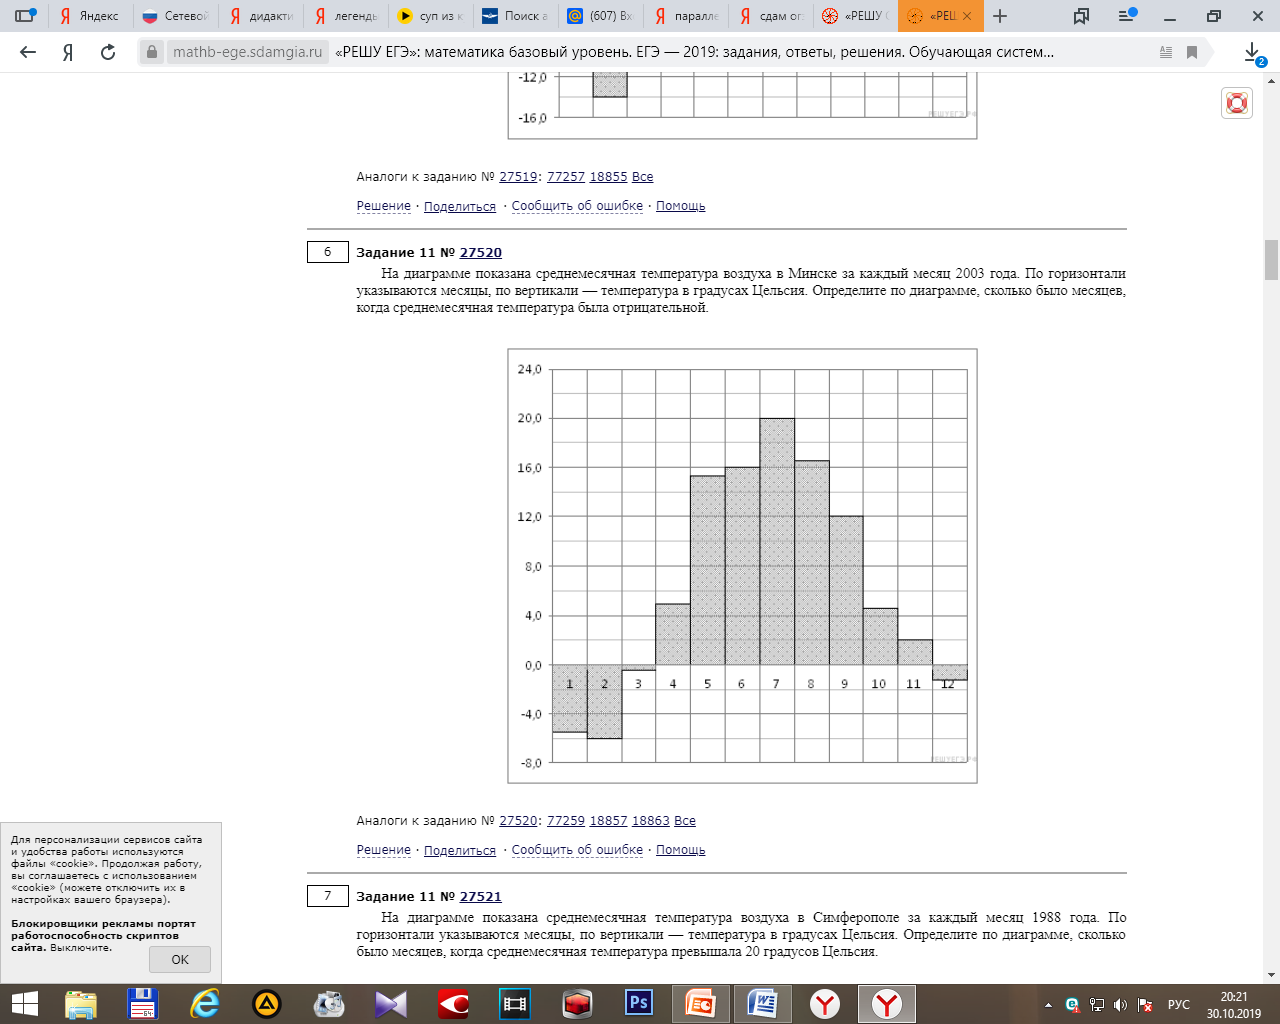 Яндекс
Сетевой
дидакти
легенды
суп из к
Поиск а
(607) Вх
паралле
сдам ог
«РЕШУ
«РЕШ
mathb-ege.sdamgia.ru «РЕШУ ЕГЭ»: математика базовый уровень. ЕГЭ — 2019: задания, ответы, решения. Обучающая систем...
2
-12,0
-16,0
РЕШУЕГЭ.РФ
Аналоги к заданию № 27519: 77257 18855 Все
Решение · Поделиться · Сообщить об ошибке · Помощь
6 Задание 11 № 27520
На диаграмме показана среднемесячная температура воздуха в Минске за каждый месяц 2003 года. По горизонтали
указываются месяцы, по вертикали — температура в градусах Цельсия. Определите по диаграмме, сколько было месяцев,
когда среднемесячная температура была отрицательной.
24,0
20,0
16,0
12,0
8,0
4,0
0,0
1 2 3 4 5 6 7 8 9 10 11 12
-4,0
-8,0
РЕШУЕГЭ.РФ
Аналоги к заданию № 27520: 77259 18857 18863 Все
Решение · Поделиться · Сообщить об ошибке · Помощь
7 Задание 11 № 27521
На диаграмме показана среднемесячная температура воздуха в Симферополе за каждый месяц 1988 года. По
горизонтали указываются месяцы, по вертикали — температура в градусах Цельсия. Определите по диаграмме, сколько
было месяцев, когда среднемесячная температура превышала 20 градусов Цельсия.
Для персонализации сервисов сайта
и удобства работы используются
файлы «cookie». Продолжая работу,
вы соглашаетесь с использованием
«cookie» (можете отключить их в
настройках вашего браузера).
Блокировщики рекламы портят
работоспособность скриптов
сайта. Выключите.
OK
64
Ps
РУС
20:21
30.10.2019